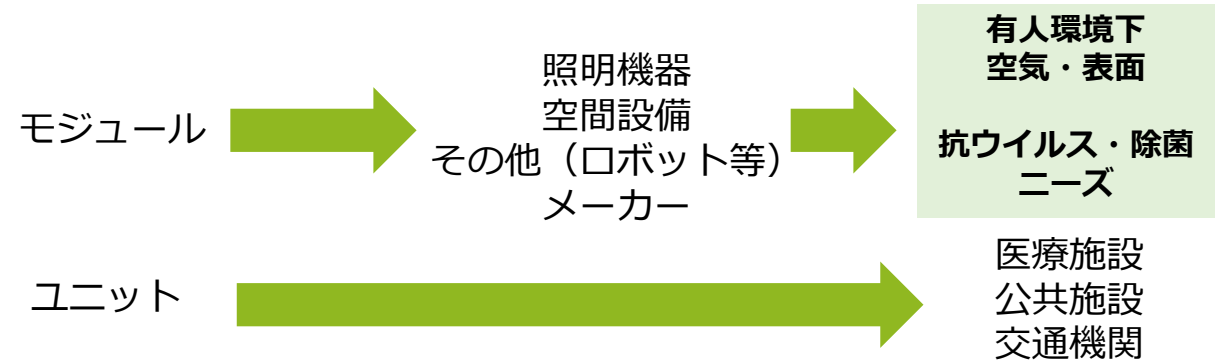 モジュール
照明機器
空間設備
その他（ロボット等）
メーカー
有人環境下
空気・表面
抗ウイルス・除菌
ニーズ
ユニット
医療施設
公共施設
交通機関